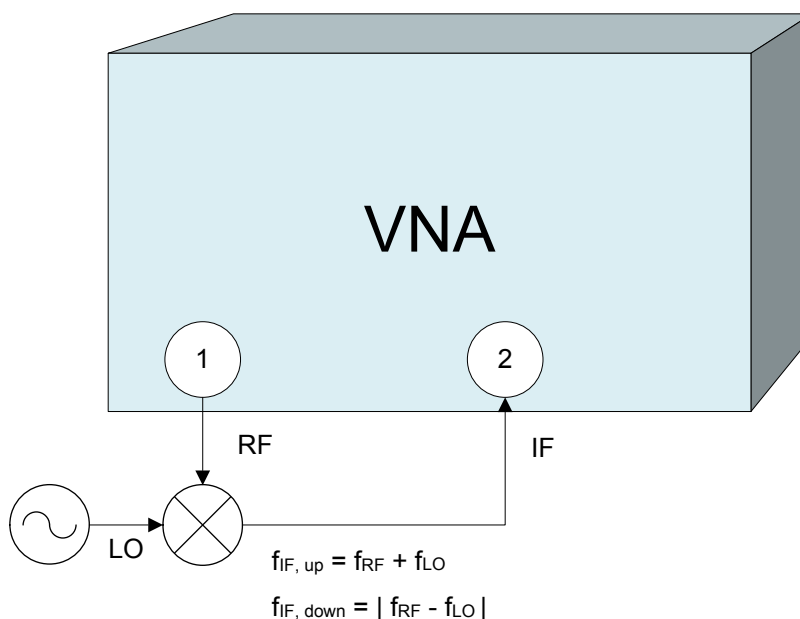 VNA
1
2
RF
IF
LO
fIF, up = fRF + fLO
fIF, down = | fRF - fLO |